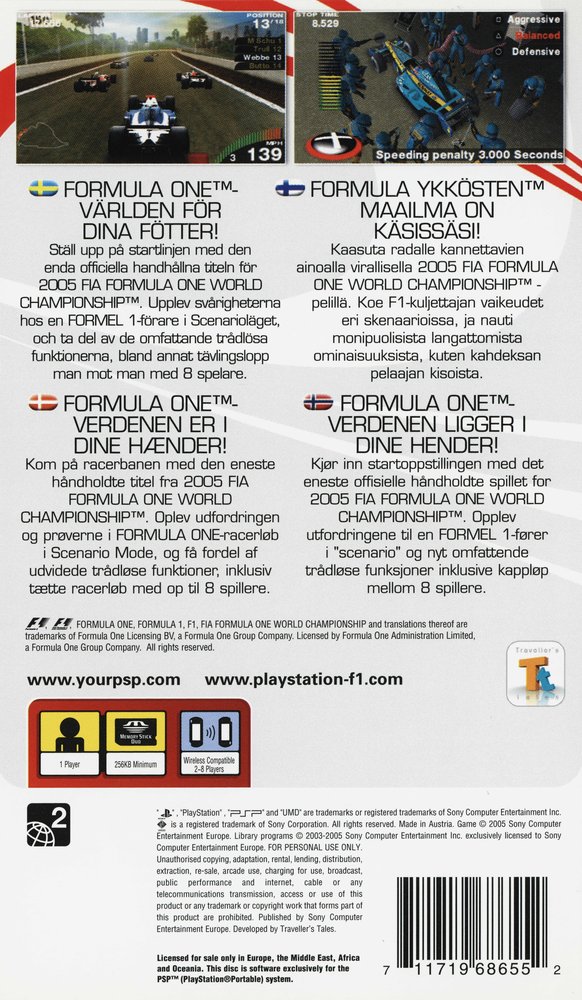 POSITION
13/18
M Schu 1
Trull 12
Webbe 13
Butto 14
MPH
3 139
STOP TIME
8.529
Aggressive
Balanced
Defensive
Speeding penalty 3.000 Seconds
FORMULA ONE™-
VÄRLDEN FÖR
DINA FÖTTER!
Ställ upp på startlinjen med den
enda officiella handhållna titeln för
2005 FIA FORMULA ONE WORLD
CHAMPIONSHIP™. Upplev svårigheterna
hos en FORMEL 1-förare i Scenarioläget,
och ta del av de omfattande trådlösa
funktionerna, bland annat tävlingslopp
man mot man med 8 spelare.
FORMULA YKKÖSTEN™
MAAILMA ON
KÄSISSÄSI!
Kaasuta radalle kannettavien
ainoalla virallisella 2005 FIA FORMULA
ONE WORLD CHAMPIONSHIP™ -
pelillä. Koe F1-kuljettajan vaikeudet
eri skenaarioissa, ja nauti
monipuolisista langattomista
ominaisuuksista, kuten kahdeksan
pelaajan kisoista.
FORMULA ONE™-
VERDENEN ER I
DINE HÆNDER!
Kom på racerbanen med den eneste
håndholdte titel fra 2005 FIA
FORMULA ONE WORLD
CHAMPIONSHIP™. Oplev udfordringen
og prøverne i FORMULA ONE-racerløb
i Scenario Mode, og få fordel af
udvidede trådløse funktioner, inklusiv
tætte racerløb med op til 8 spillere.
FORMULA ONE™-
VERDENEN LIGGER I
DINE HENDER!
Kjør inn startoppstillingen med det
eneste offisielle håndholdte spillet for
2005 FIA FORMULA ONE WORLD
CHAMPIONSHIP™. Opplev
utfordringene til en FORMEL 1-fører
i "scenario" og nyt omfattende
trådløse funksjoner inklusive kappløp
mellom 8 spillere.
FORMULA ONE, FORMULA 1, F1, FIA FORMULA ONE WORLD CHAMPIONSHIP and translations thereof are
trademarks of Formula One Licensing BV, a Formula One Group Company. Licensed by Formula One Administration Limited,
a Formula One Group Company. All rights reserved.
Traveller's
Tt
tales
www.yourpsp.com www.playstation-f1.com
1 Player
MEMORY STICK
DUO
256KB Minimum
Wireless Compatible
2-8 Players
2
"PS", "PlayStation", "PSP" and "UMD" are trademarks or registered trademarks of Sony Computer Entertainment Inc.
is a registered trademark of Sony Corporation. All rights reserved. Made in Austria. Game © 2005 Sony Computer
Entertainment Europe. Library programs © 2003-2005 Sony Computer Entertainment Inc. exclusively licensed to Sony
Computer Entertainment Europe. FOR PERSONAL USE ONLY.
Unauthorised copying, adaptation, rental, lending, distribution,
extraction, re-sale, arcade use, charging for use, broadcast,
public performance and internet, cable or any
telecommunications transmission, access or use of this
product or any trademark or copyright work that forms part of
this product are prohibited. Published by Sony Computer
Entertainment Europe. Developed by Traveller's Tales.
Licensed for sale only in Europe, the Middle East, Africa
and Oceania. This disc is software exclusively for the
PSP™ (PlayStation®Portable) system.
7 11719 68655 2